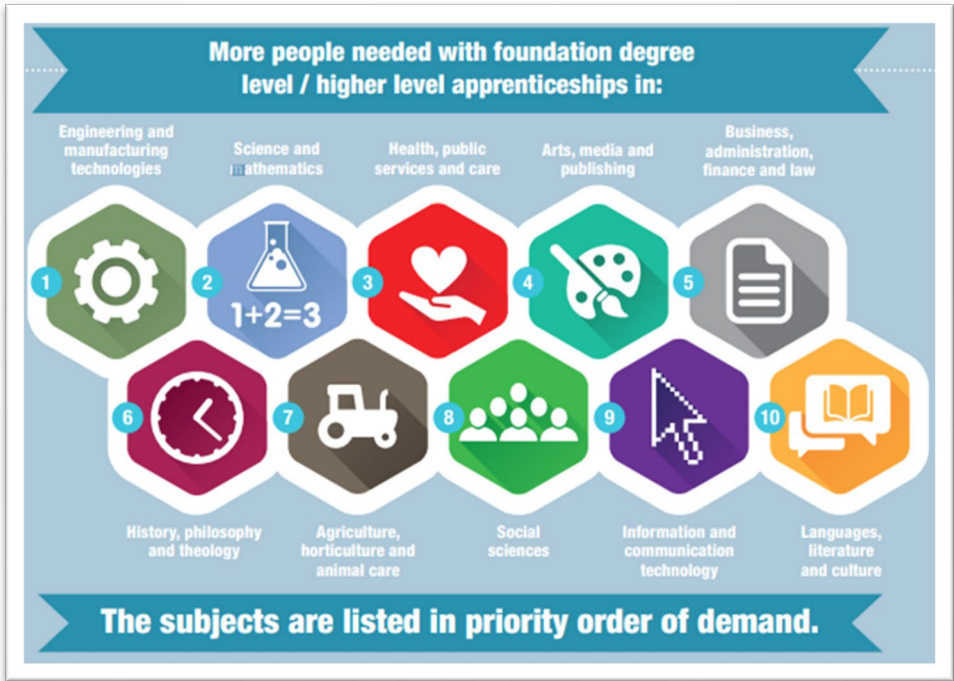 More people needed with foundation degree
level / higher level apprenticeships in:
Engineering and
manufacturing
technologies
Science and
mathematics
Health, public
services and care
Arts, media and
publishing
Business,
administration,
finance and law
1
2
1+2=3
3
4
5
6
7
8
9
10
History, philosophy
and theology
Agriculture,
horticulture and
animal care
Social
sciences
Information and
communication
technology
Languages,
literature
and culture
The subjects are listed in priority order of demand.